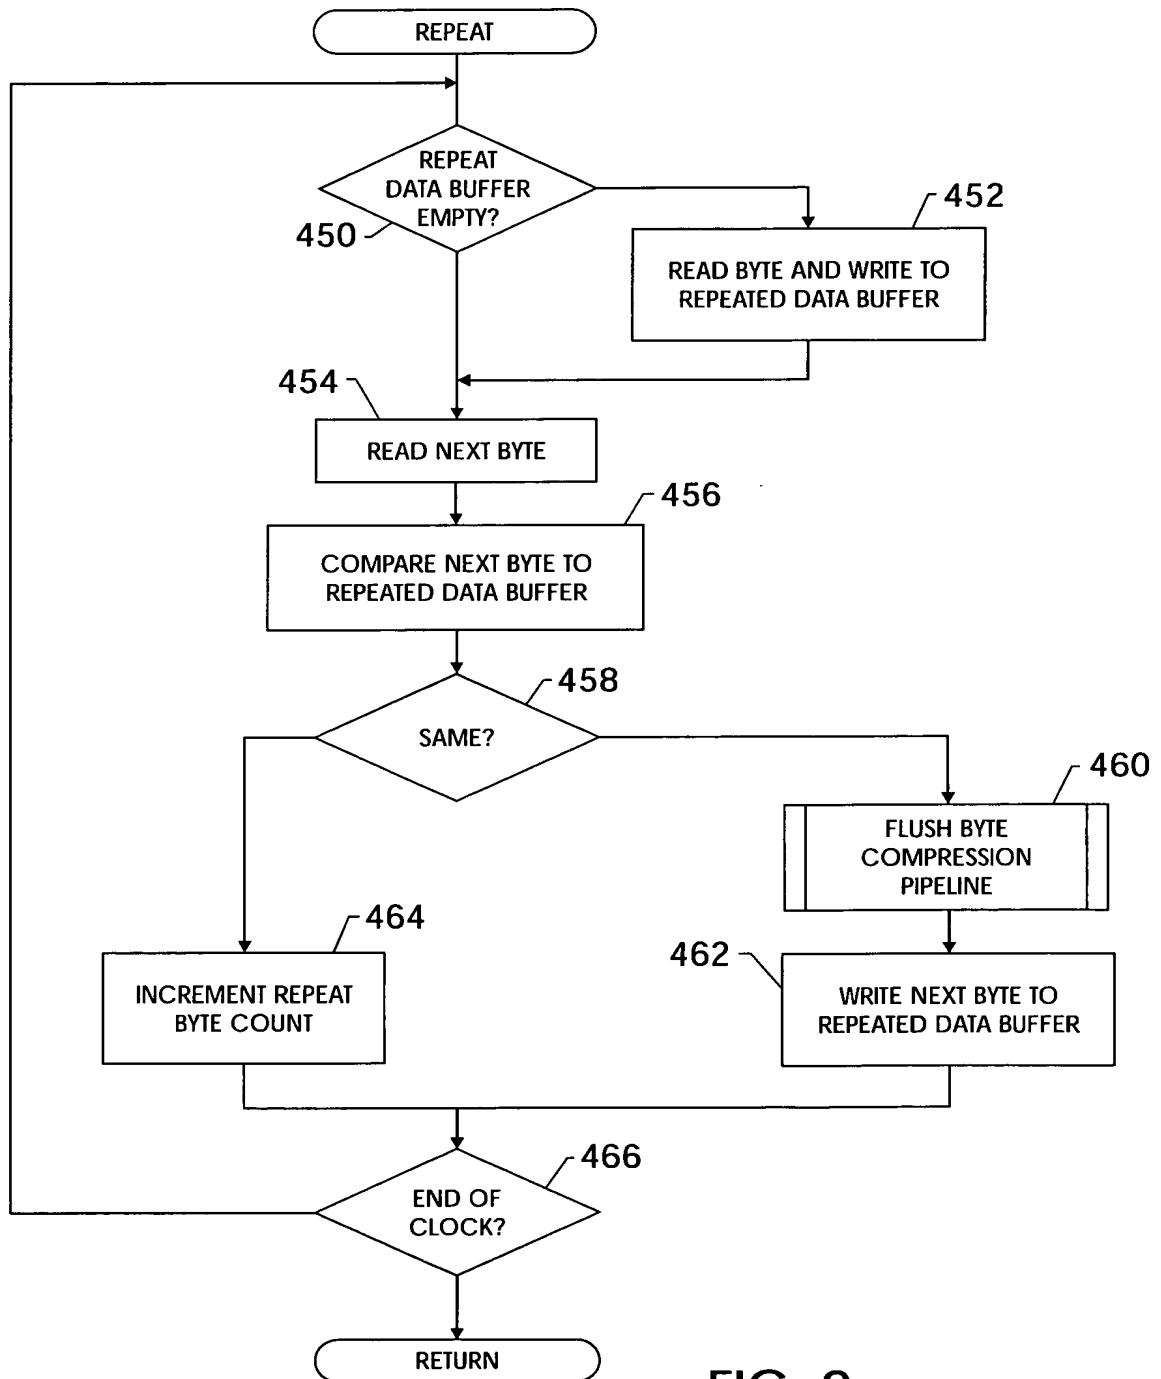 REPEAT
REPEAT
DATA BUFFER
EMPTY?
450
452
READ BYTE AND WRITE TO
REPEATED DATA BUFFER
454
READ NEXT BYTE
456
COMPARE NEXT BYTE TO
REPEATED DATA BUFFER
458
SAME?
460
FLUSH BYTE
COMPRESSION
PIPELINE
464
INCREMENT REPEAT
BYTE COUNT
462
WRITE NEXT BYTE TO
REPEATED DATA BUFFER
466
END OF
CLOCK?
RETURN